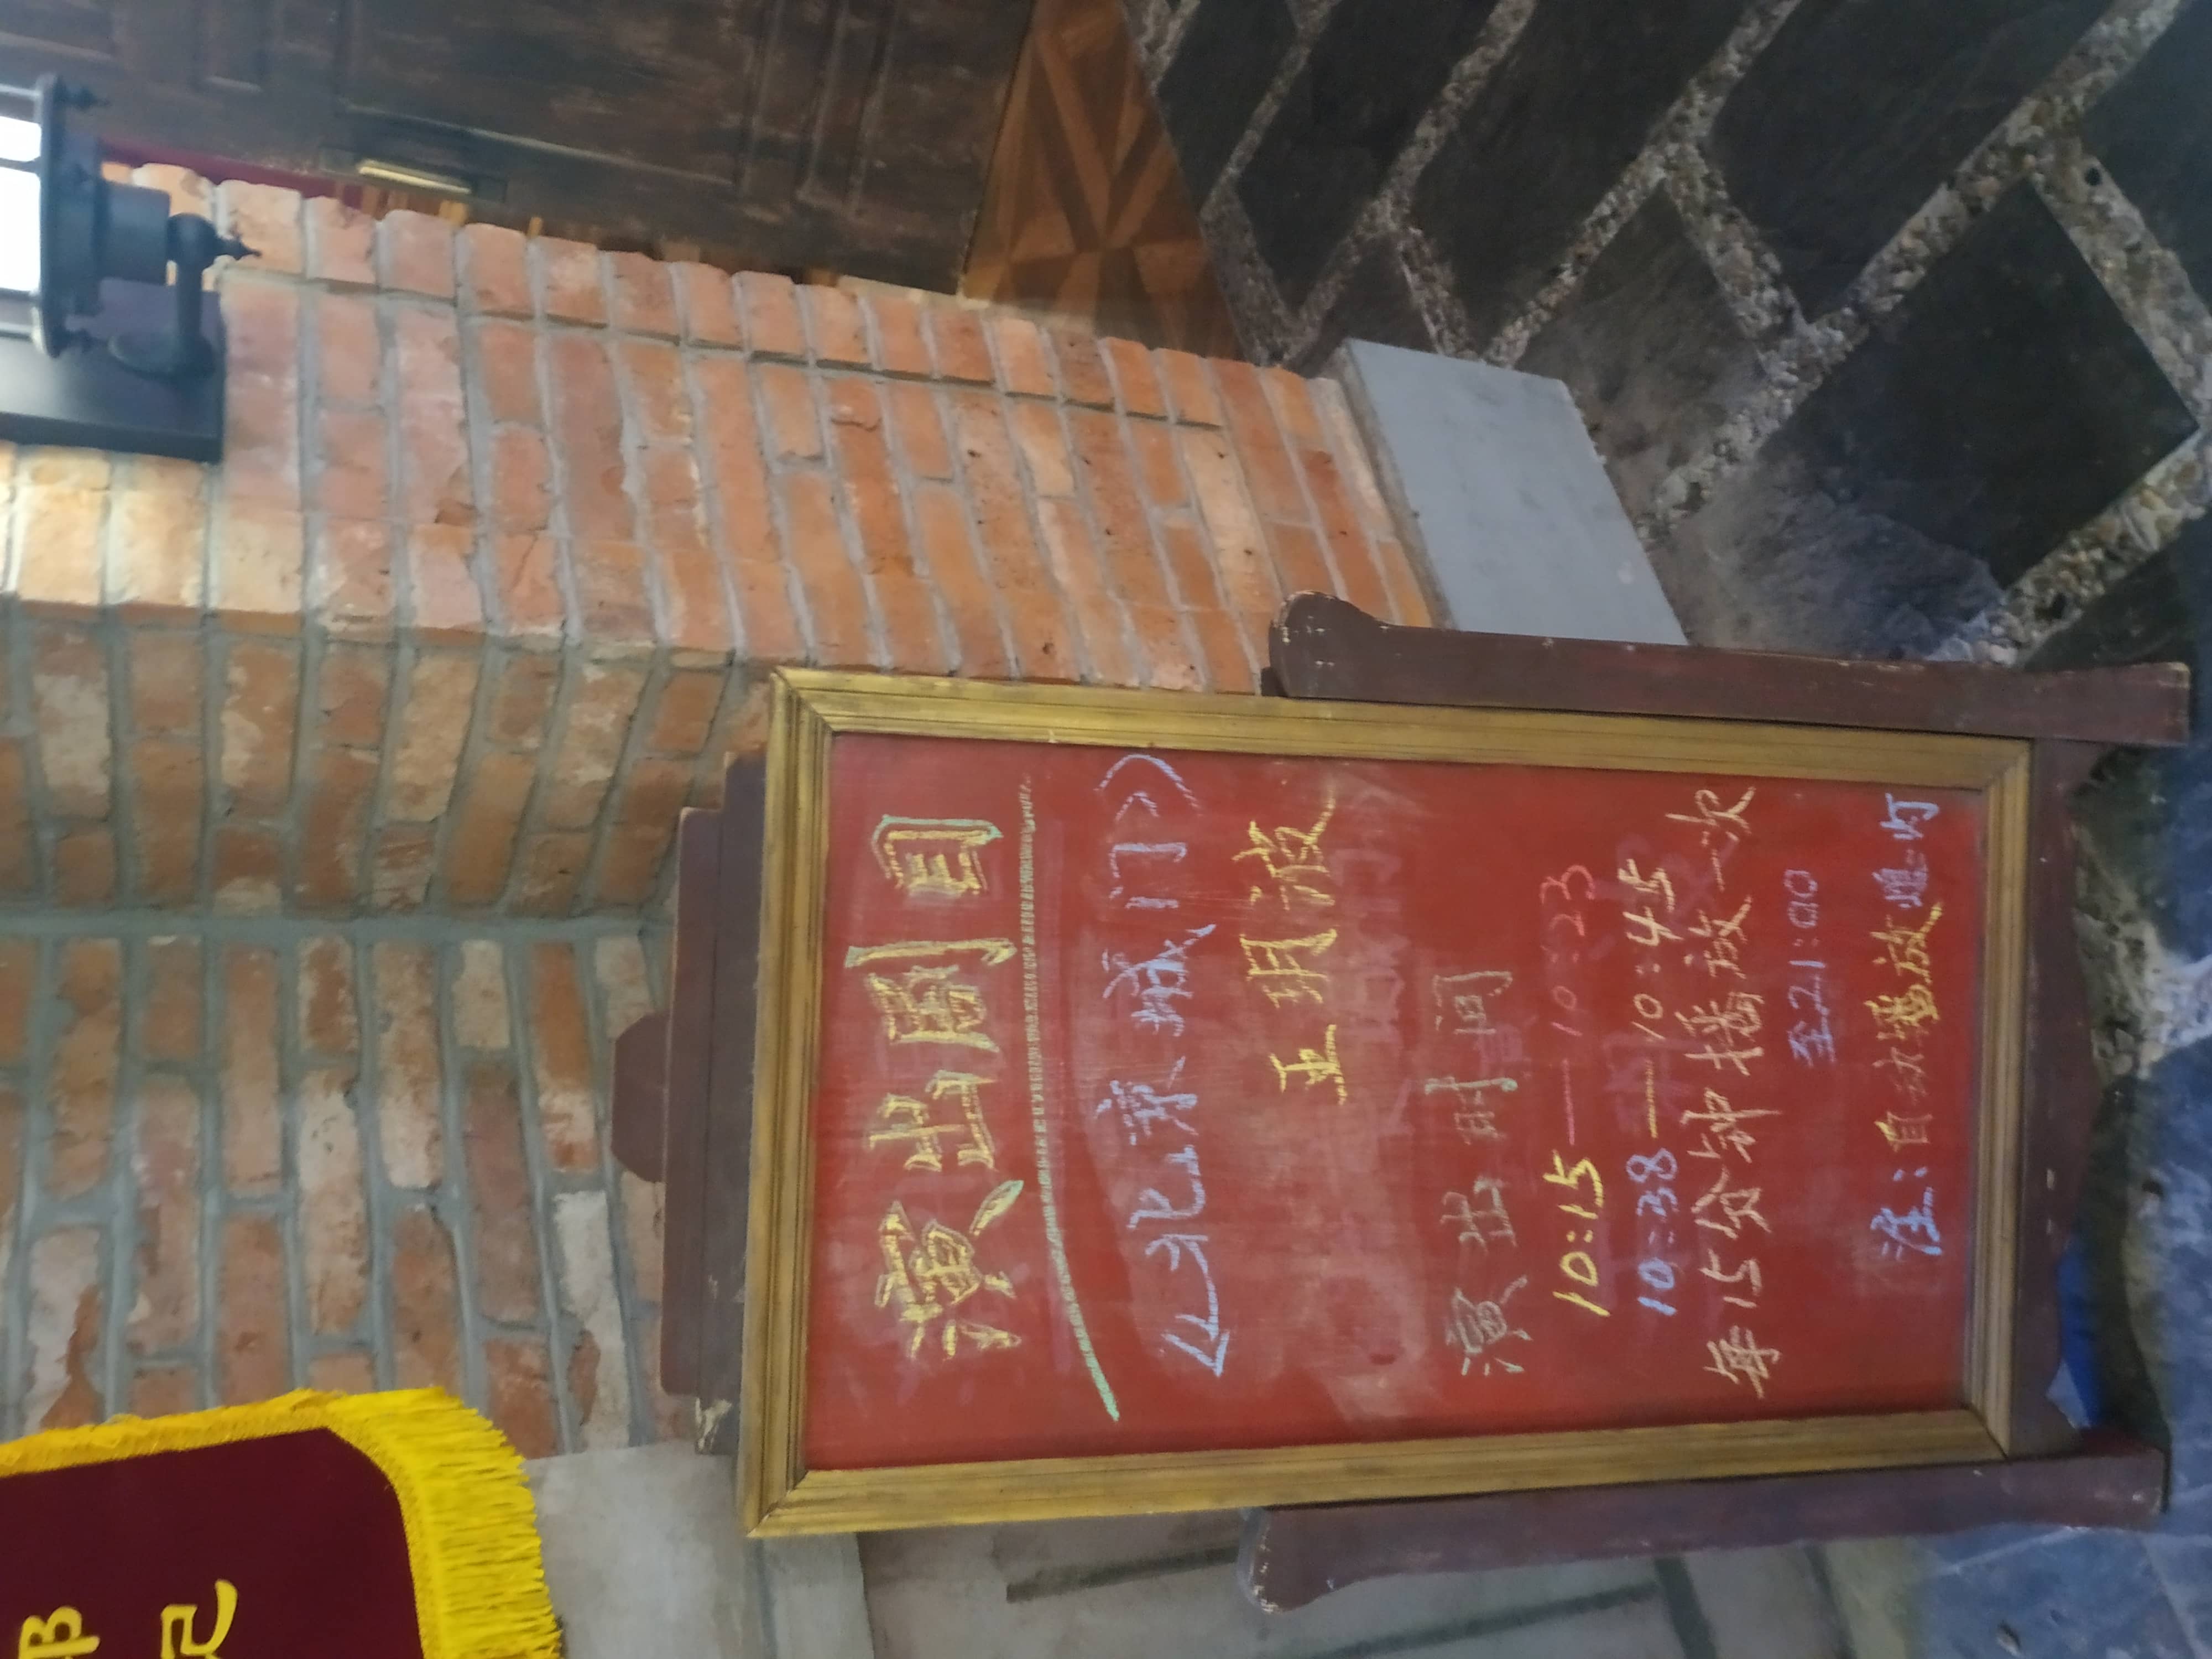 邦
记
演出剧目
《北京城门》
王玥波
演出时间
10:15—10:23
10:38—10:45
每15分钟播放一次
至21:00
注:自动播放熄灯